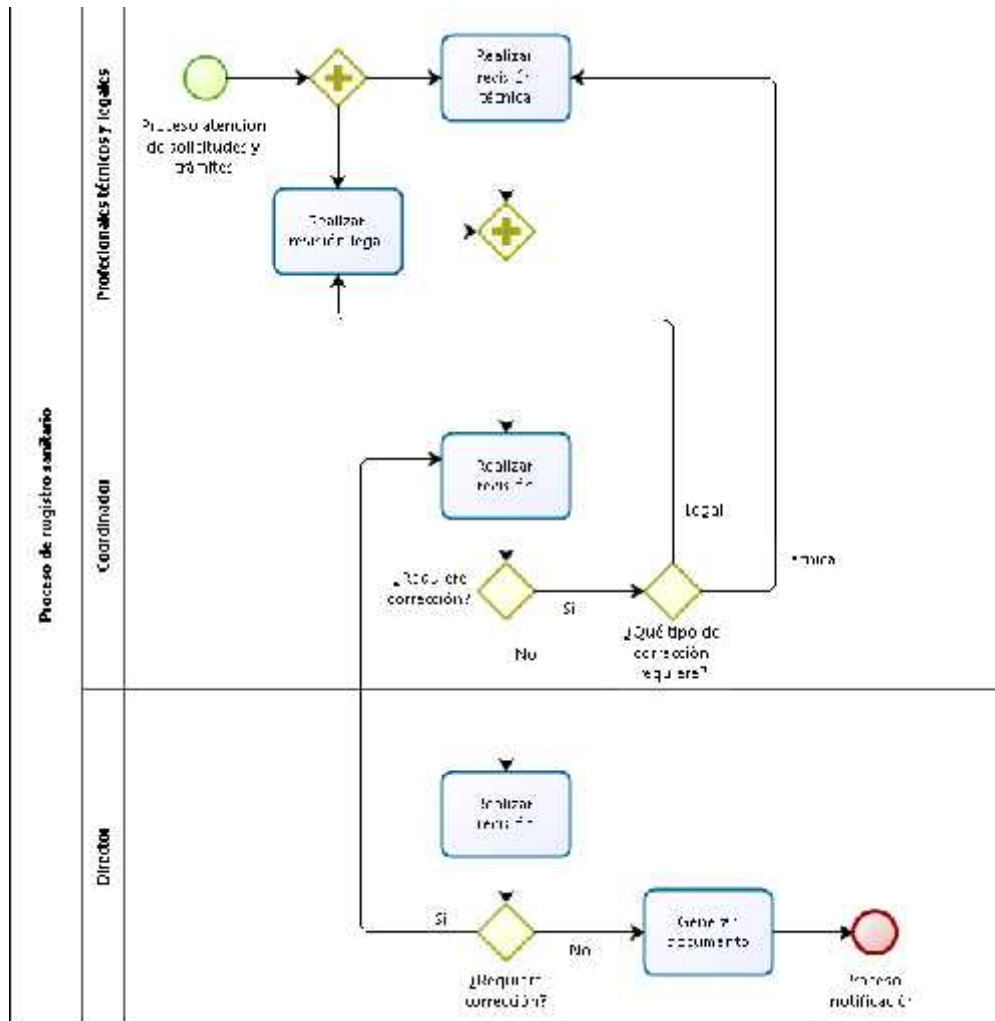 Proceso de registro sanitario
Profecionales técnicos y legales
Realizar
revisión
técnica
Proceso atencion
de solicitudes y
trámites
Realizar
revisión legal
Coordinador
Realizar
revisión
Legal
¿Requiere
corrección?
Si
Técnica
¿Qué tipo de
corrección
requiere?
No
Director
Realizar
revisión
Si
No
Generar
documento
¿Requiere
corrección?
Proceso
notificación